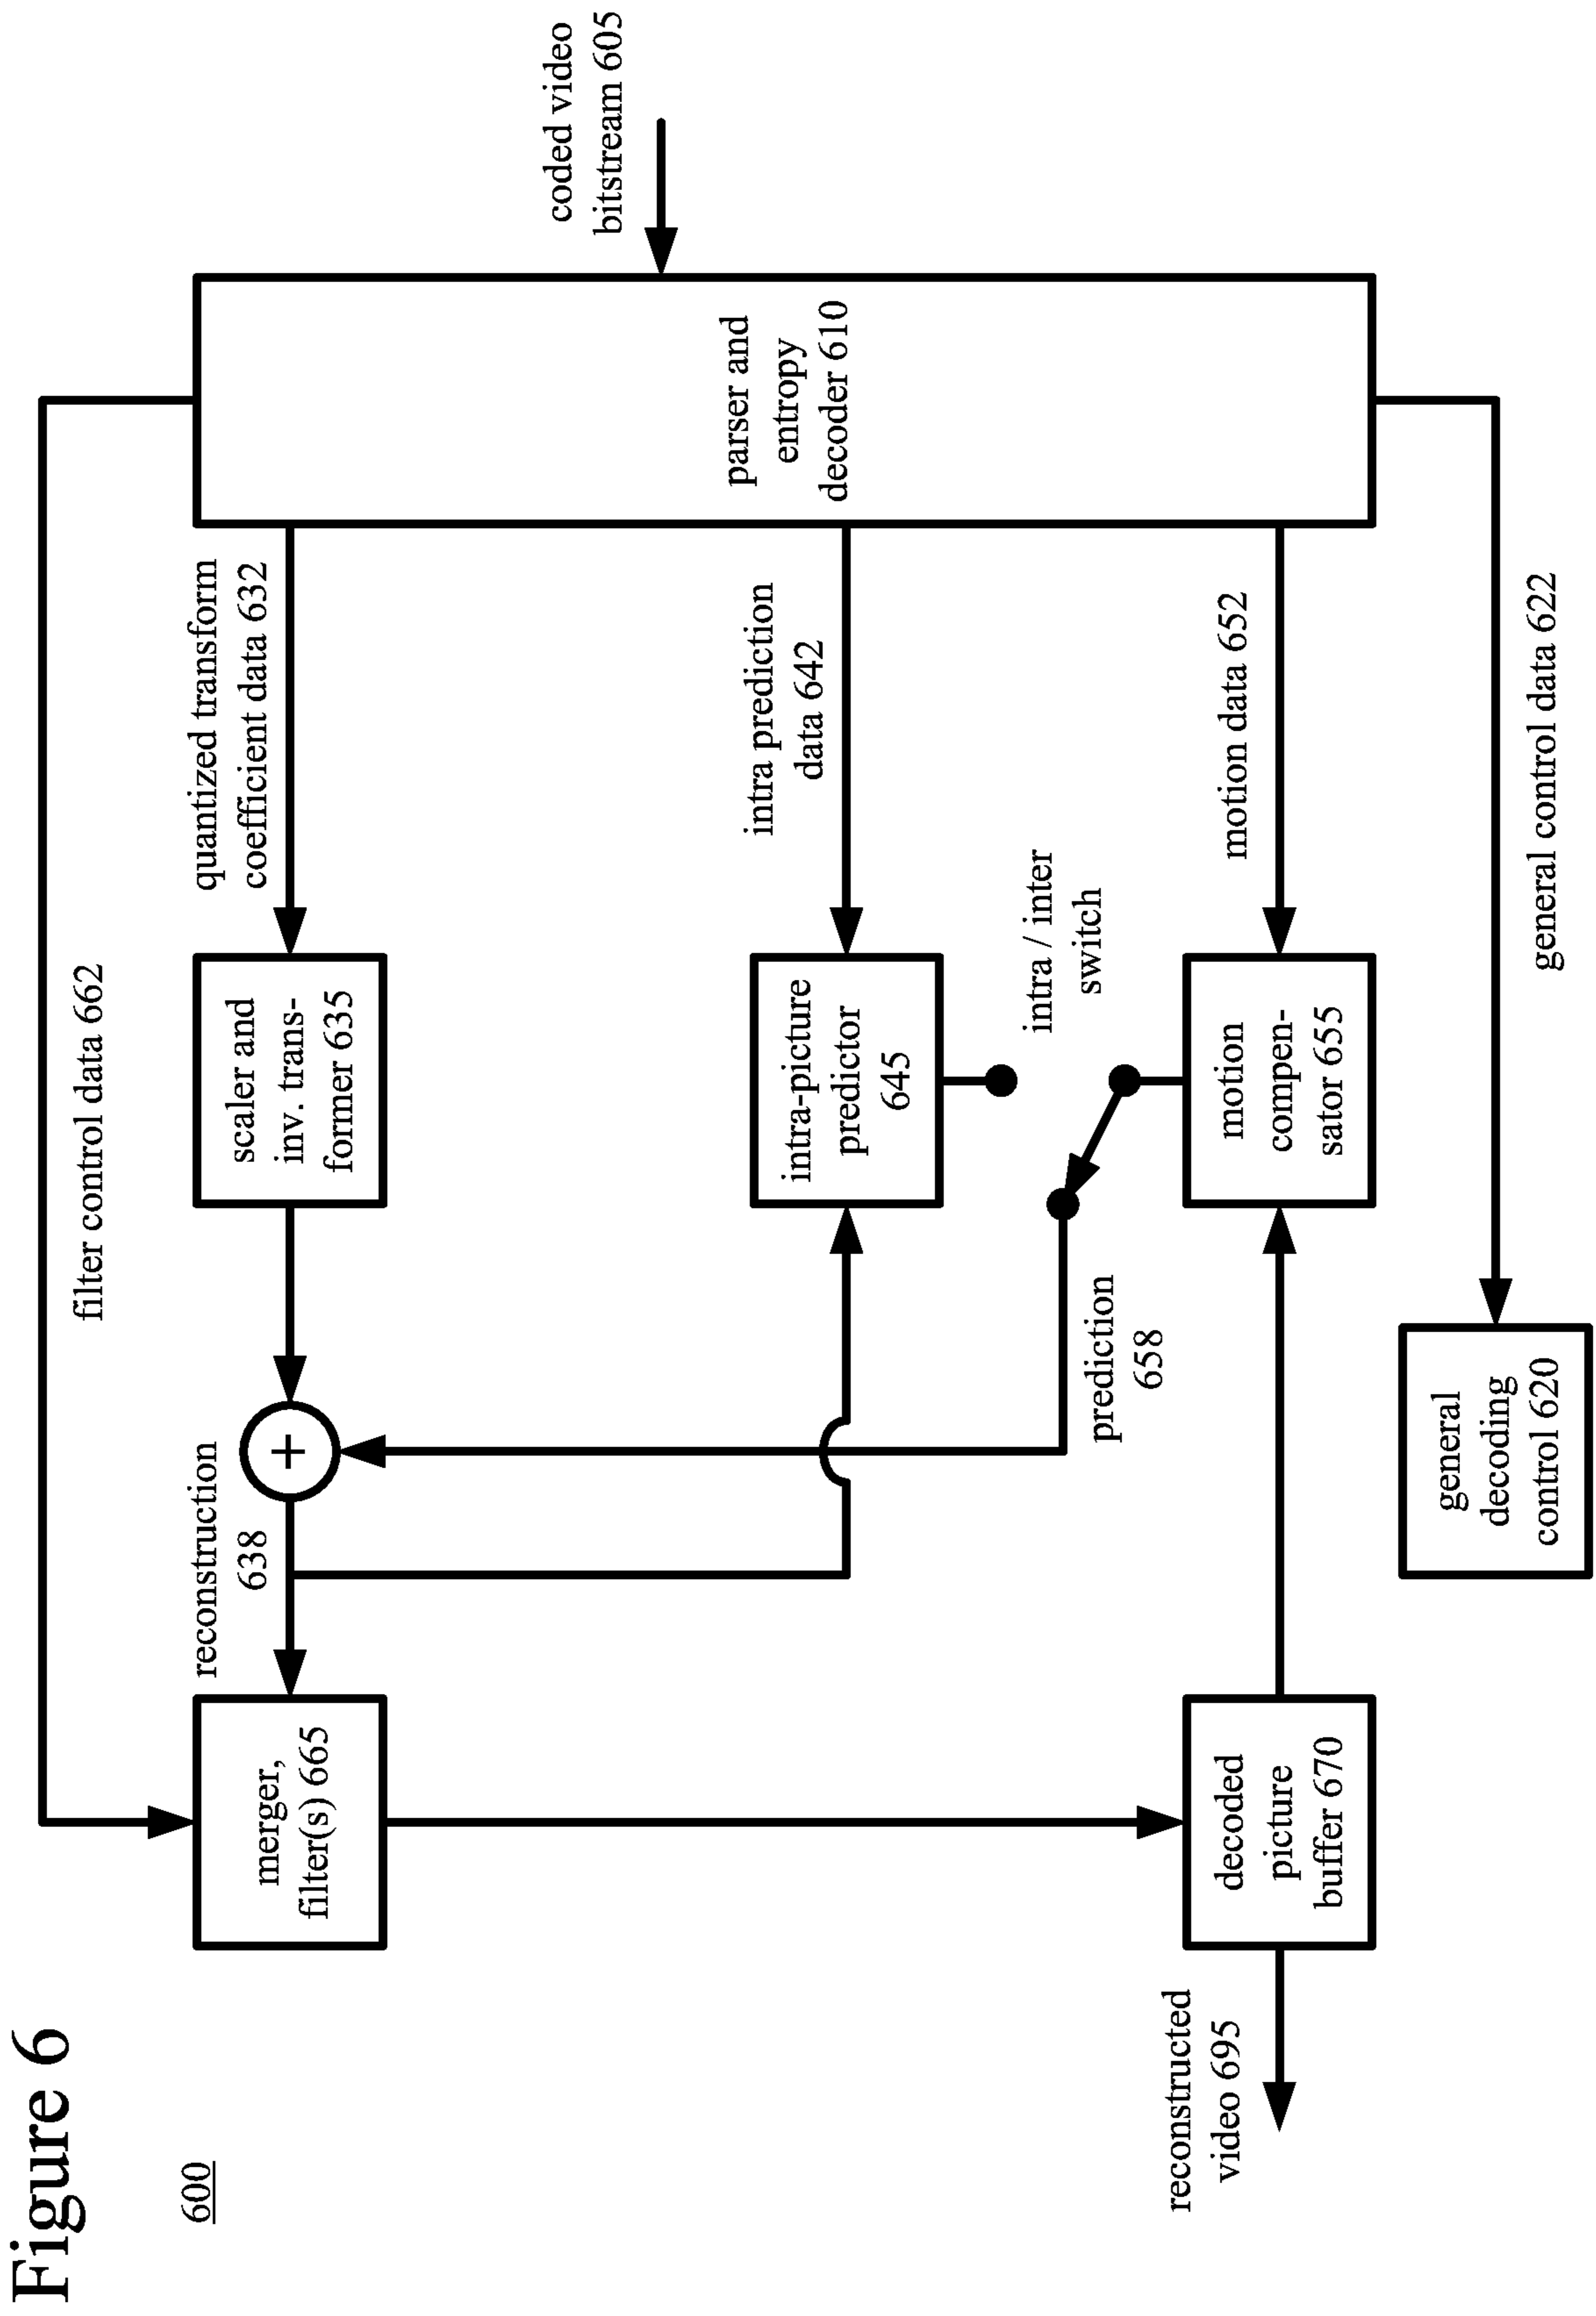 Figure 6
600
filter control data 662
reconstruction
638
quantized transform
coefficient data 632
merger,
filter(s) 665
+
scaler and
inv. trans-
former 635
parser and
entropy
decoder 610
coded video
bitstream 605
intra prediction
data 642
intra-picture
predictor
645
intra / inter
switch
prediction
658
motion data 652
reconstructed
video 695
decoded
picture
buffer 670
motion
compen-
sator 655
general
decoding
control 620
general control data 622